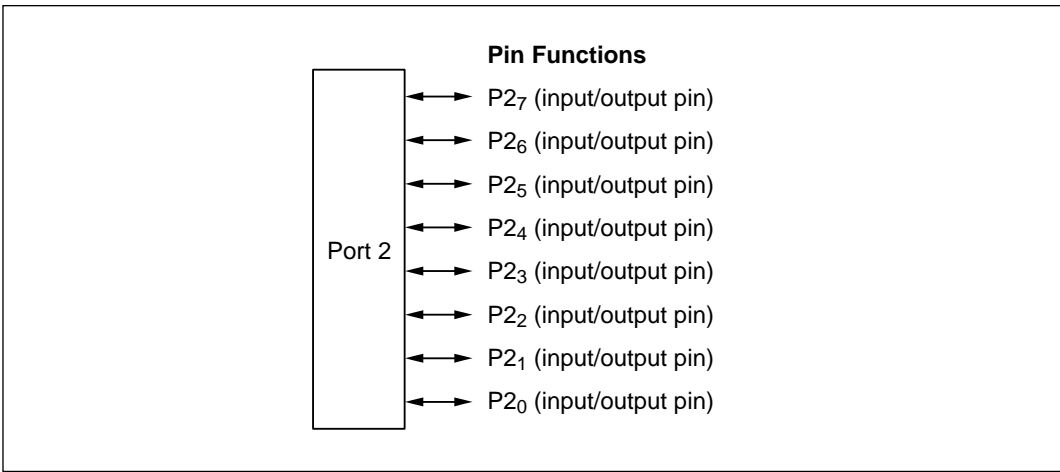 Pin Functions
P2₇ (input/output pin)
P2₆ (input/output pin)
P2₅ (input/output pin)
P2₄ (input/output pin)
Port 2
P2₃ (input/output pin)
P2₂ (input/output pin)
P2₁ (input/output pin)
P2₀ (input/output pin)